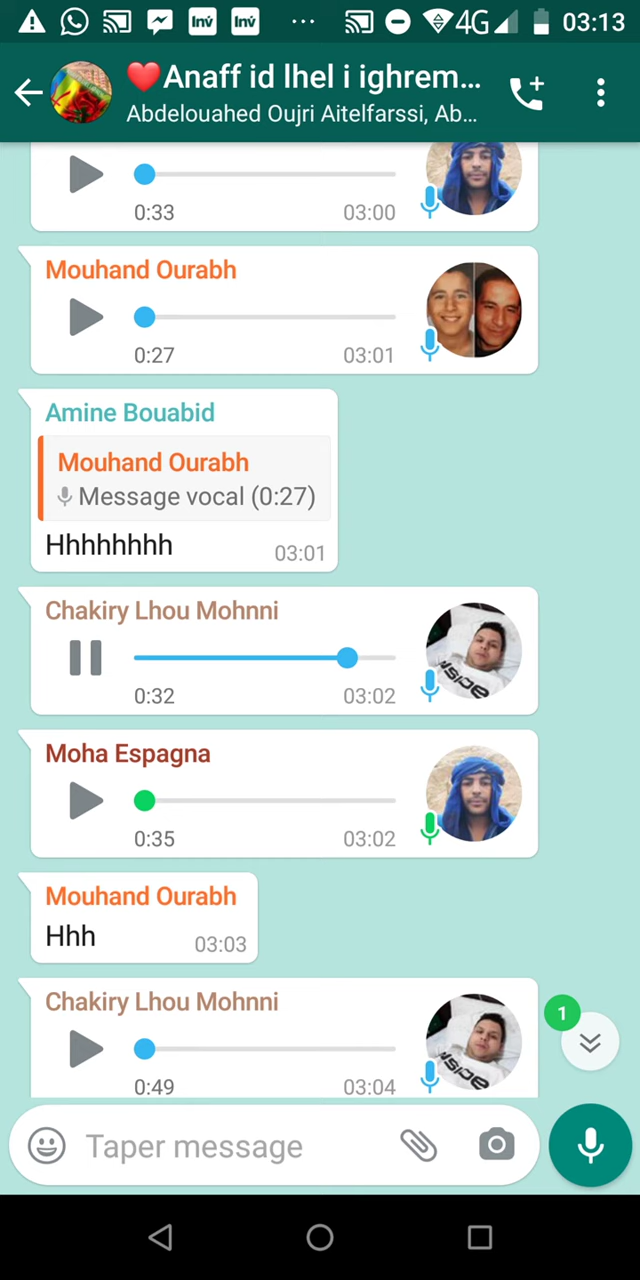 Inv Inv ... 4G 03:13
❤️Anaff id lhel i ighrem...
Abdelouahed Oujri Aitelfarssi, Ab...
0:33 03:00
Mouhand Ourabh
0:27 03:01
Amine Bouabid
Mouhand Ourabh
Message vocal (0:27)
Hhhhhhhh 03:01
Chakiry Lhou Mohnni
0:32 03:02
Moha Espagna
0:35 03:02
Mouhand Ourabh
Hhh 03:03
Chakiry Lhou Mohnni
1
0:49 03:04
Taper message